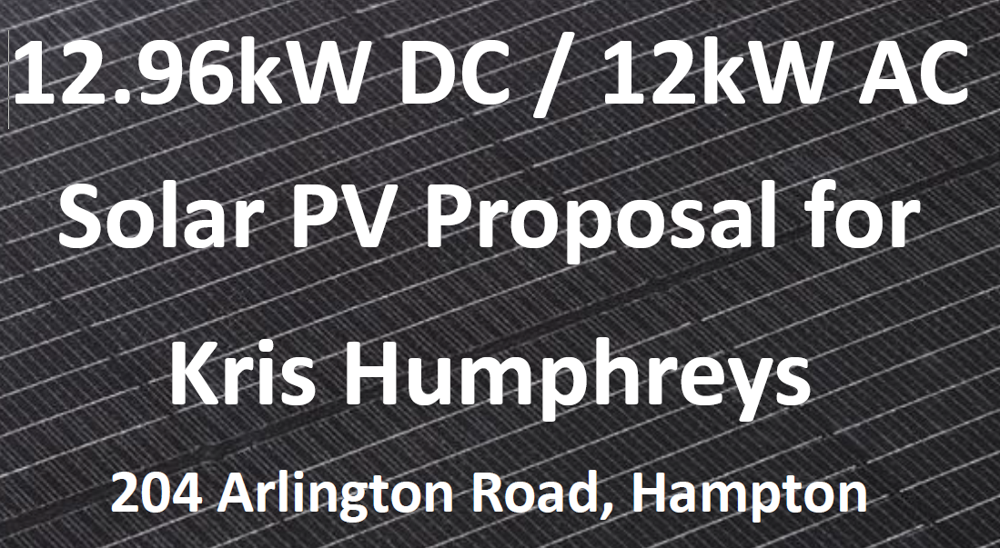 12.96kW DC / 12kW AC
Solar PV Proposal for
Kris Humphreys
204 Arlington Road, Hampton